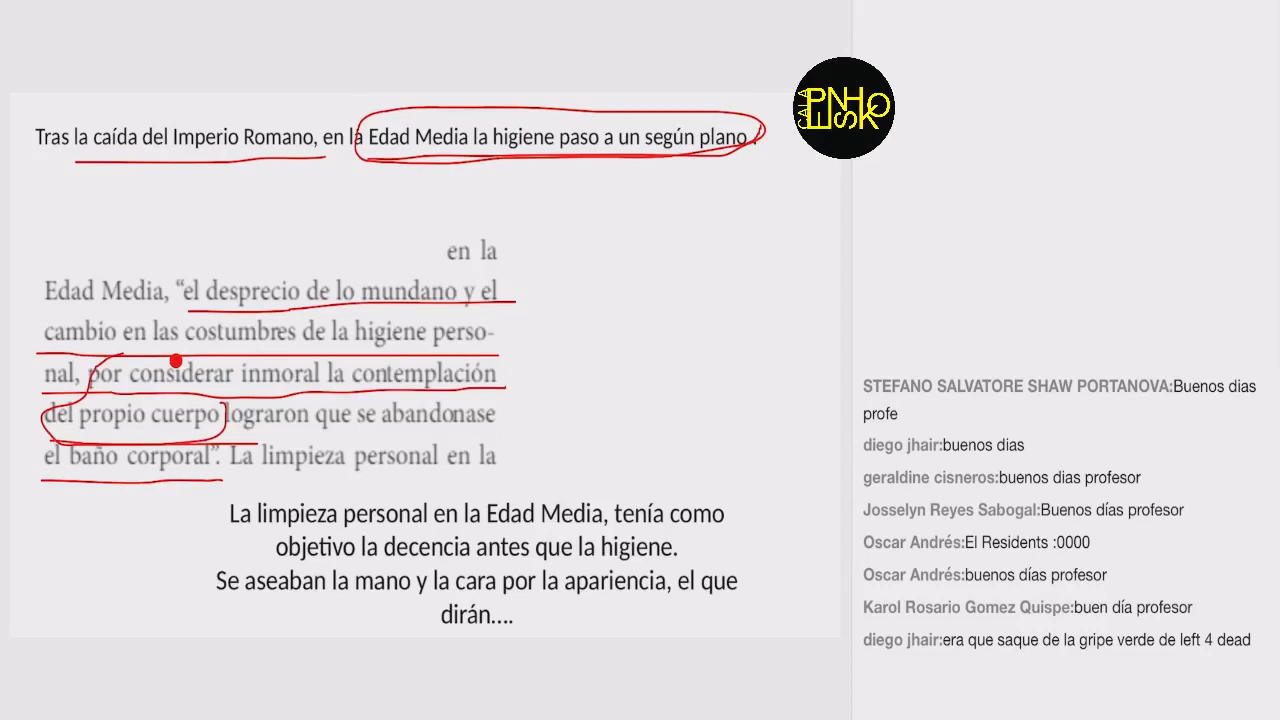 Tras la caída del Imperio Romano, en la Edad Media la higiene paso a un según plano .
en la
Edad Media, “el desprecio de lo mundano y el
cambio en las costumbres de la higiene perso-
nal, por considerar inmoral la contemplación
del propio cuerpo lograron que se abandonase
el baño corporal”. La limpieza personal en la
La limpieza personal en la Edad Media, tenía como
objetivo la decencia antes que la higiene.
Se aseaban la mano y la cara por la apariencia, el que
dirán....
STEFANO SALVATORE SHAW PORTANOVA:Buenos dias
profe
diego jhair:buenos dias
geraldine cisneros:buenos dias profesor
Josselyn Reyes Sabogal:Buenos días profesor
Oscar Andrés:El Residents :0000
Oscar Andrés:buenos días profesor
Karol Rosario Gomez Quispe:buen día profesor
diego jhair:era que saque de la gripe verde de left 4 dead